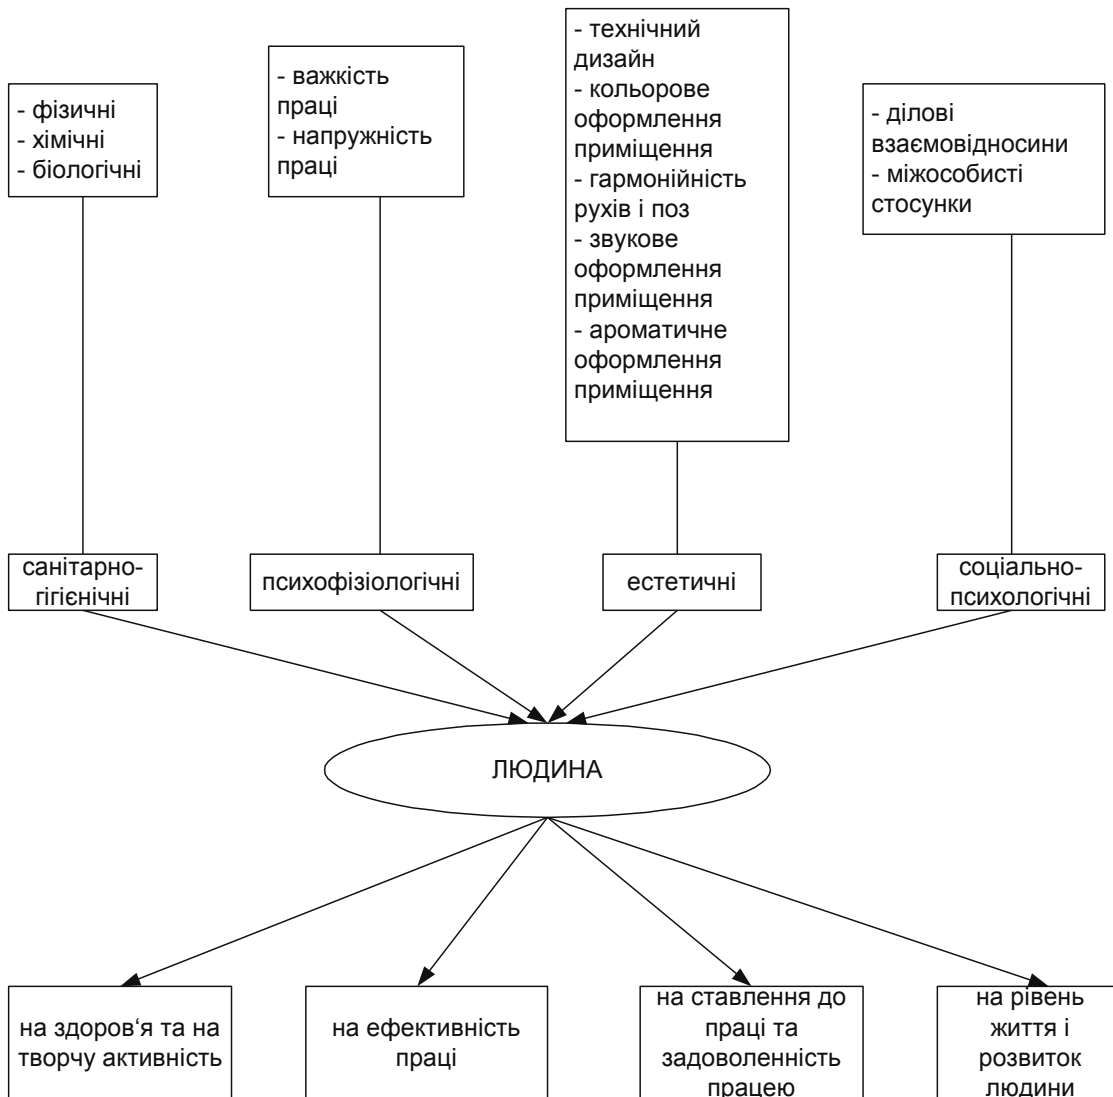 - фізичні
- хімічні
- біологічні
- важкість
праці
- напружність
праці
- технічний
дизайн
- кольорове
оформлення
приміщення
- гармонійність
рухів і поз
- звукове
оформлення
приміщення
- ароматичне
оформлення
приміщення
- ділові
взаємовідносини
- міжособисті
стосунки
санітарно-
гігієнічні
психофізіологічні
естетичні
соціально-
психологічні
ЛЮДИНА
на здоров‘я та на
творчу активність
на ефективність
праці
на ставлення до
праці та
задоволенність
працею
на рівень
життя і
розвиток
людини